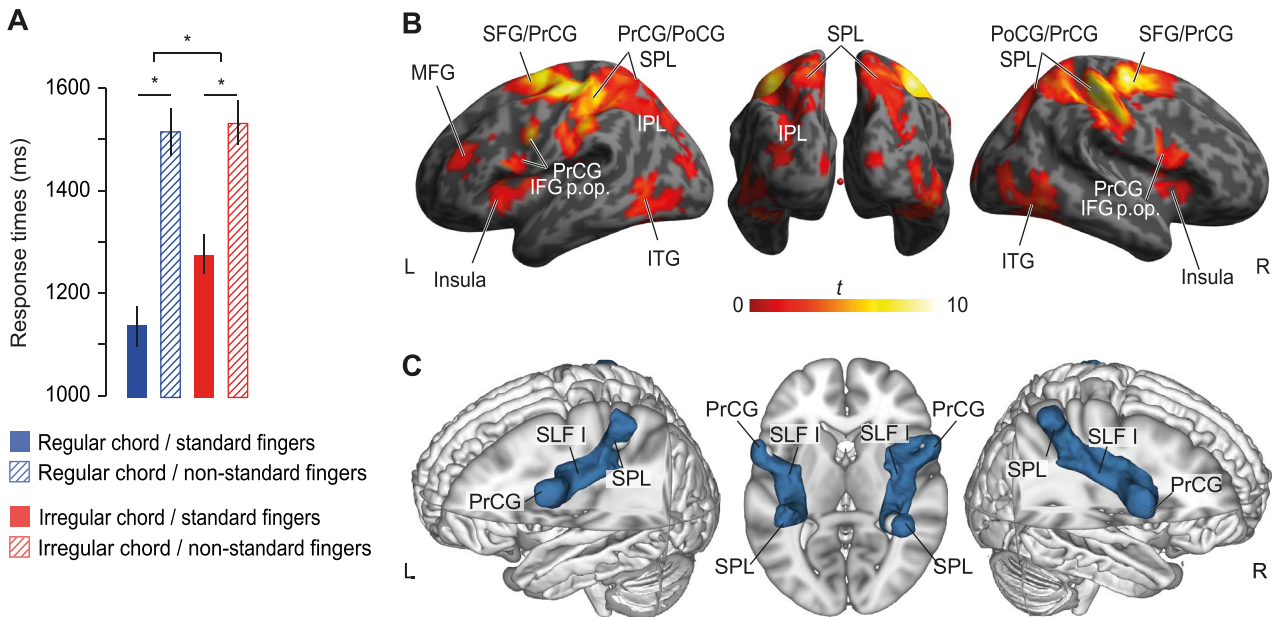 A
*
*
*
1600
1400
1200
1000
Response times (ms)
Regular chord / standard fingers
Regular chord / non-standard fingers
Irregular chord / standard fingers
Irregular chord / non-standard fingers
B
SFG/PrCG
PrCG/PoCG
SPL
MFG
IPL
PrCG
IFG p.op.
Insula
ITG
L
SPL
IPL
PoCG/PrCG
SPL
SFG/PrCG
PrCG
IFG p.op.
ITG
Insula
R
t
0
10
C
SLF I
SPL
PrCG
L
PrCG
PrCG
SLF I
SLF I
SPL
SPL
SLF I
SPL
PrCG
R